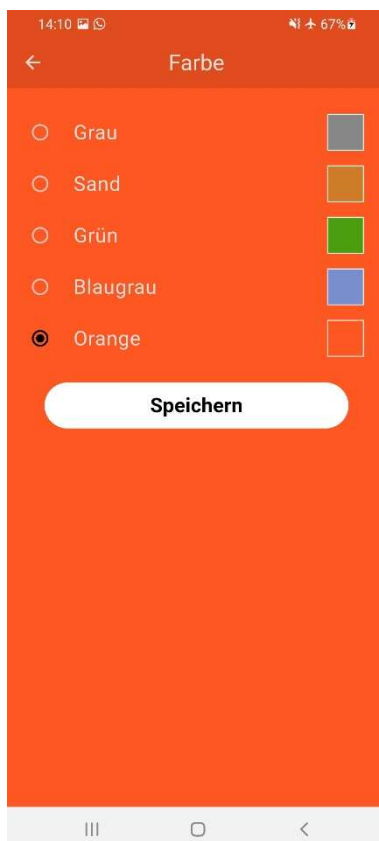 14:10 67%
Farbe
Grau
Sand
Grün
Blaugrau
Orange
Speichern